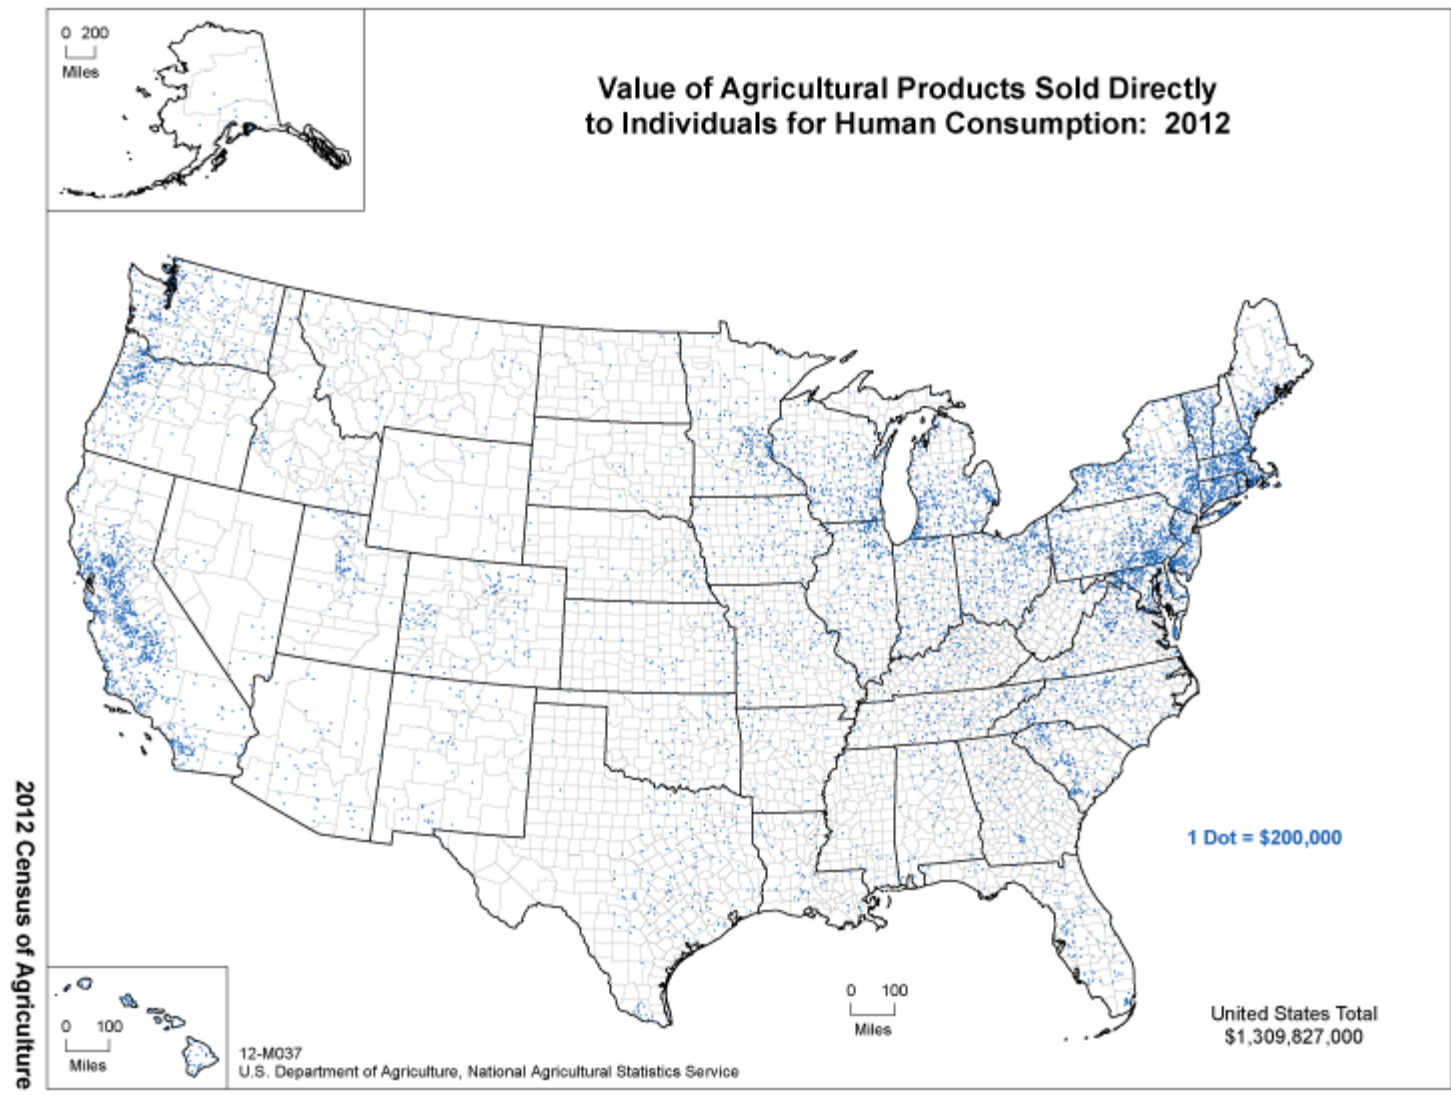 0 200
Miles
Value of Agricultural Products Sold Directly
to Individuals for Human Consumption: 2012
2012 Census of Agriculture
1 Dot = $200,000
0 100
Miles
0 100
Miles
12-M037
U.S. Department of Agriculture, National Agricultural Statistics Service
United States Total
$1,309,827,000